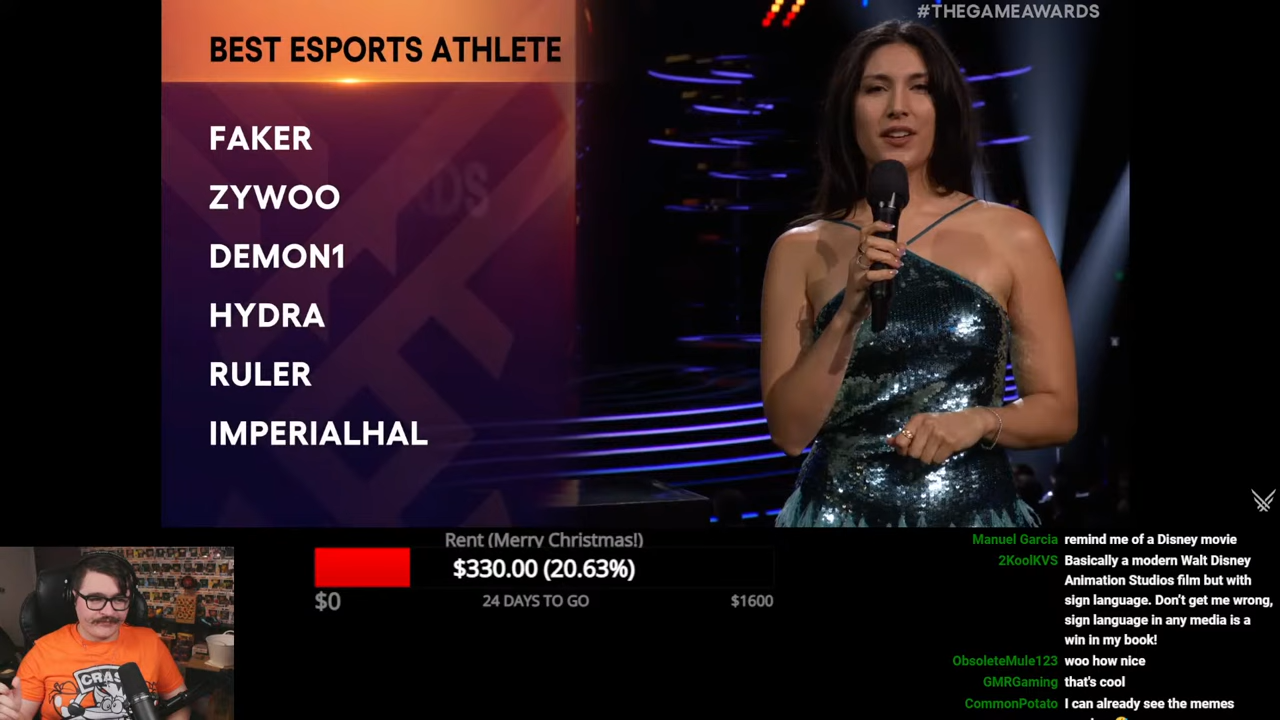 #THEGAMEAWARDS
BEST ESPORTS ATHLETE
FAKER
ZYWOO
DEMON1
HYDRA
RULER
IMPERIALHAL
Rent (Merry Christmas!)
$330.00 (20.63%)
$0
24 DAYS TO GO
$1600
Manuel Garcia remind me of a Disney movie
2KoolKVS Basically a modern Walt Disney
Animation Studios film but with
sign language. Don't get me wrong,
sign language in any media is a
win in my book!
ObsoleteMule123 woo how nice
GMRGaming that's cool
CommonPotato I can already see the memes
CRAS